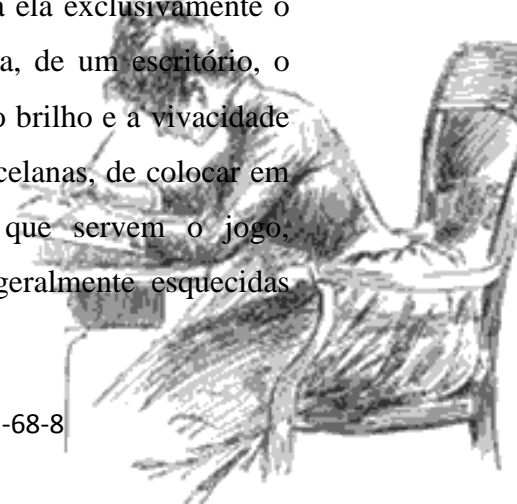 a ela exclusivamente o
a, de um escritório, o
o brilho e a vivacidade
celanas, de colocar em
que servem o jogo,
geralmente esquecidas
-68-8